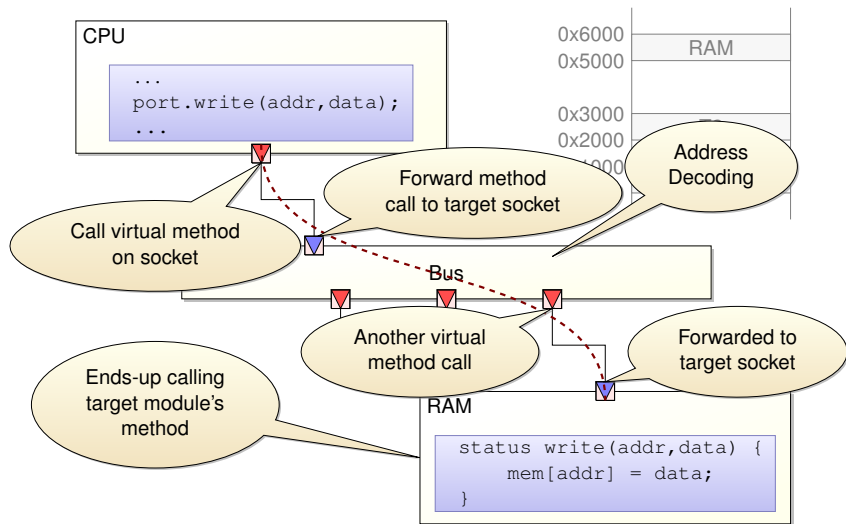 CPU
...
port.write(addr,data);
...
0x6000
RAM
0x5000
0x3000
0x2000
Address
Decoding
Forward method
call to target socket
Call virtual method
on socket
Bus
Another virtual
method call
Forwarded to
target socket
Ends-up calling
target module's
method
RAM
status write(addr,data) {
mem[addr] = data;
}